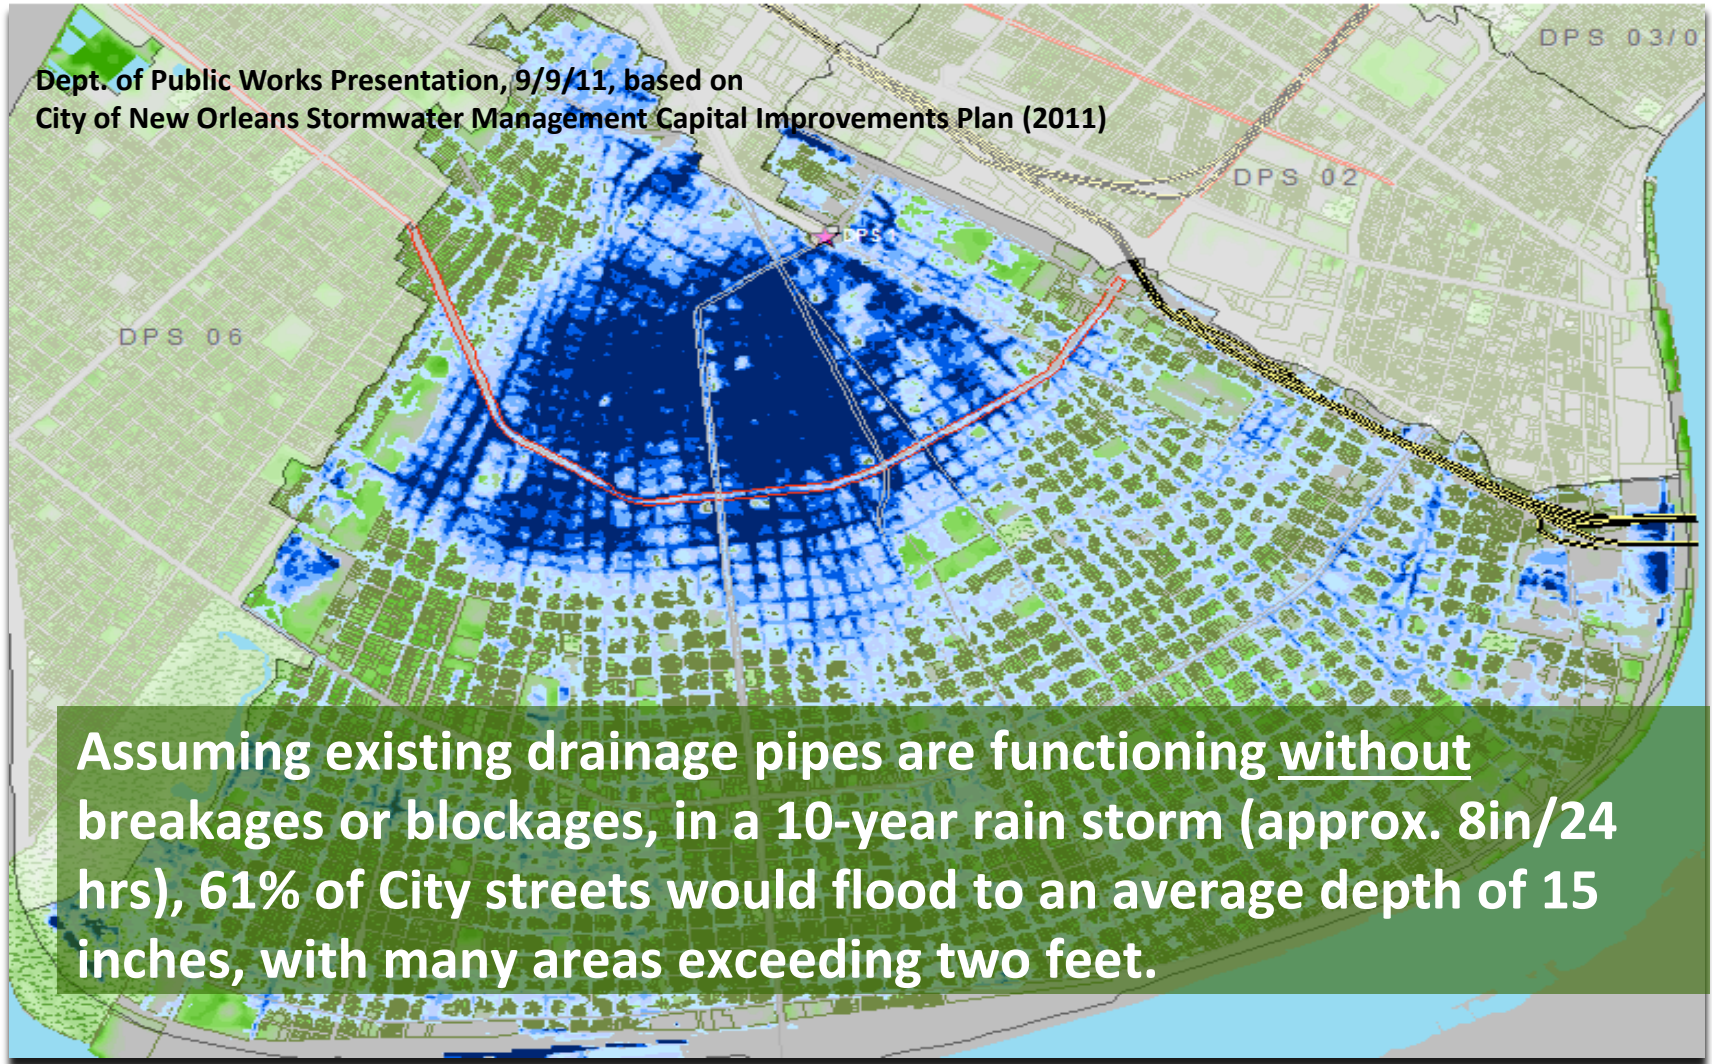 Dept. of Public Works Presentation, 9/9/11, based on
City of New Orleans Stormwater Management Capital Improvements Plan (2011)
DPS 03/0
DPS 02
DPS 1
DPS 06
Assuming existing drainage pipes are functioning without
breakages or blockages, in a 10-year rain storm (approx. 8in/24
hrs), 61% of City streets would flood to an average depth of 15
inches, with many areas exceeding two feet.